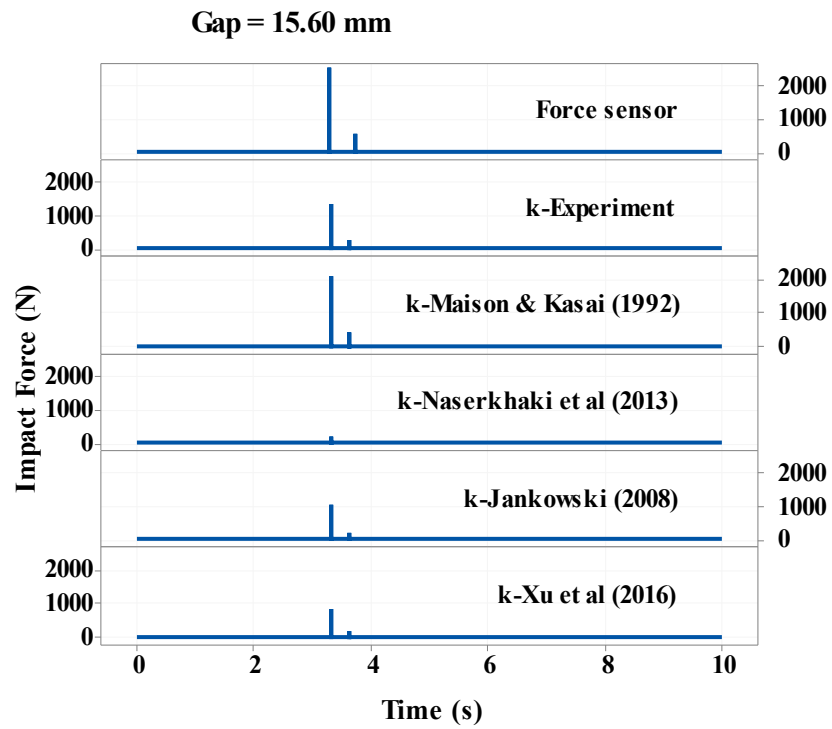 Gap = 15.60 mm
2000
1000
0
Force sensor
2000
1000
0
k-Experiment
2000
1000
0
k-Maison & Kasai (1992)
2000
1000
0
k-Naserkhaki et al (2013)
2000
1000
0
k-Jankowski (2008)
2000
1000
0
k-Xu et al (2016)
Impact Force (N)
0 2 4 6 8 10
Time (s)